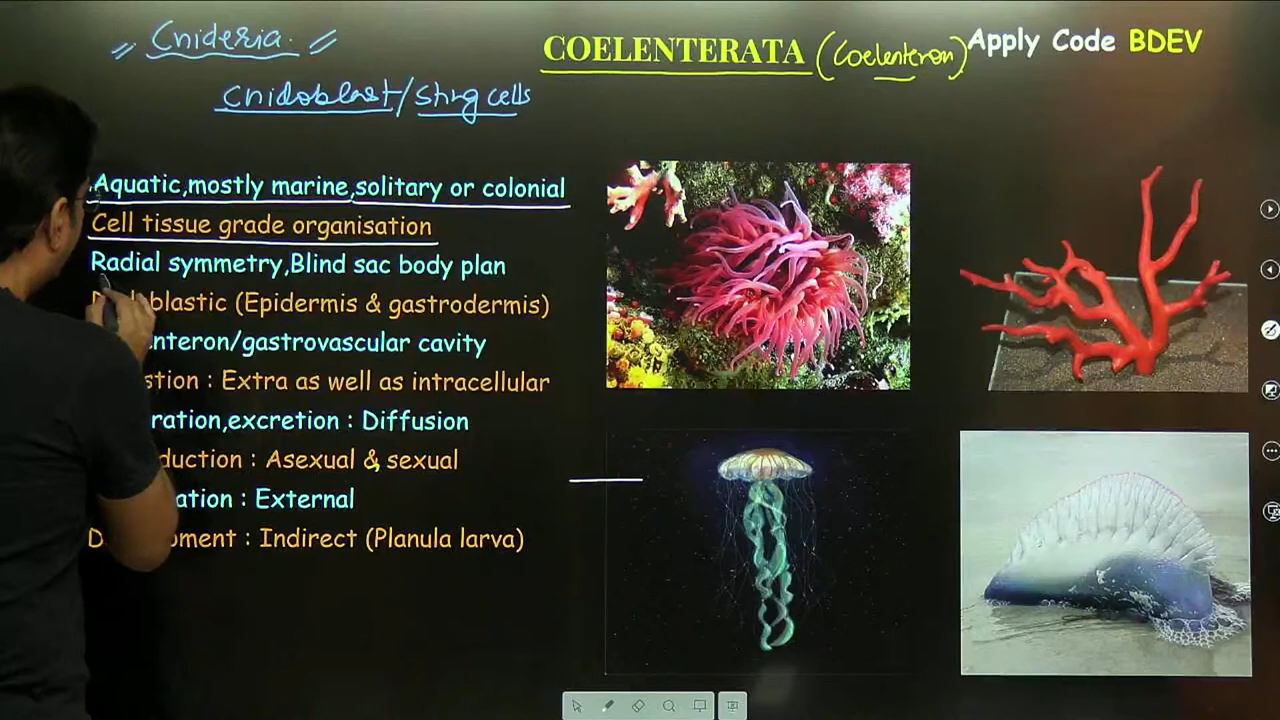 Cnideria.
COELENTERATA (Coelenteron)
Apply Code BDEV
Cnidoblast/Sting cells
Aquatic,mostly marine,solitary or colonial
Cell tissue grade organisation
Radial symmetry,Blind sac body plan
blastic (Epidermis & gastrodermis)
nteron/gastrovascular cavity
stion : Extra as well as intracellular
ration,excretion : Diffusion
duction : Asexual & sexual
ation : External
D opment : Indirect (Planula larva)